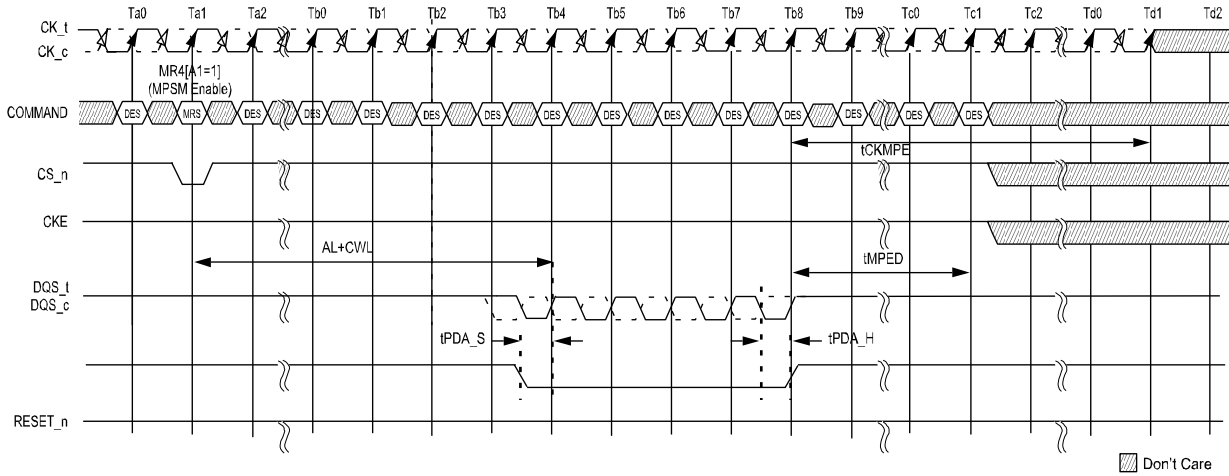 Ta0 Ta1 Ta2 Tb0 Tb1 Tb2 Tb3 Tb4 Tb5 Tb6 Tb7 Tb8 Tb9 Tc0 Tc1 Tc2 Td0 Td1 Td2
CK_t
CK_c
MR4[A1=1]
(MPSM Enable)
COMMAND DES MRS DES DES DES DES DES DES DES DES DES DES DES DES DES
tCKMPE
CS_n
CKE
AL+CWL
tMPED
DQS_t
DQS_c
tPDA_S tPDA_H
RESET_n
Don't Care